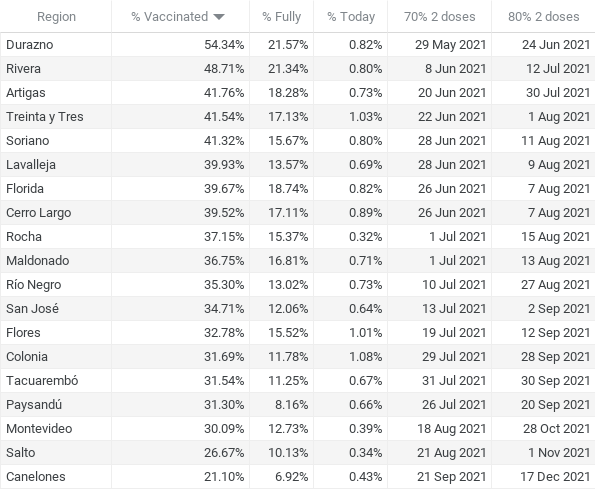 Region % Vaccinated % Fully % Today 70% 2 doses 80% 2 doses
Durazno 54.34% 21.57% 0.82% 29 May 2021 24 Jun 2021
Rivera 48.71% 21.34% 0.80% 8 Jun 2021 12 Jul 2021
Artigas 41.76% 18.28% 0.73% 20 Jun 2021 30 Jul 2021
Treinta y Tres 41.54% 17.13% 1.03% 22 Jun 2021 1 Aug 2021
Soriano 41.32% 15.67% 0.80% 28 Jun 2021 11 Aug 2021
Lavalleja 39.93% 13.57% 0.69% 28 Jun 2021 9 Aug 2021
Florida 39.67% 18.74% 0.82% 26 Jun 2021 7 Aug 2021
Cerro Largo 39.52% 17.11% 0.89% 26 Jun 2021 7 Aug 2021
Rocha 37.15% 15.37% 0.32% 1 Jul 2021 15 Aug 2021
Maldonado 36.75% 16.81% 0.71% 1 Jul 2021 13 Aug 2021
Río Negro 35.30% 13.02% 0.73% 10 Jul 2021 27 Aug 2021
San José 34.71% 12.06% 0.64% 13 Jul 2021 2 Sep 2021
Flores 32.78% 15.52% 1.01% 19 Jul 2021 12 Sep 2021
Colonia 31.69% 11.78% 1.08% 29 Jul 2021 28 Sep 2021
Tacuarembó 31.54% 11.25% 0.67% 31 Jul 2021 30 Sep 2021
Paysandú 31.30% 8.16% 0.66% 26 Jul 2021 20 Sep 2021
Montevideo 30.09% 12.73% 0.39% 18 Aug 2021 28 Oct 2021
Salto 26.67% 10.13% 0.34% 21 Aug 2021 1 Nov 2021
Canelones 21.10% 6.92% 0.43% 21 Sep 2021 17 Dec 2021